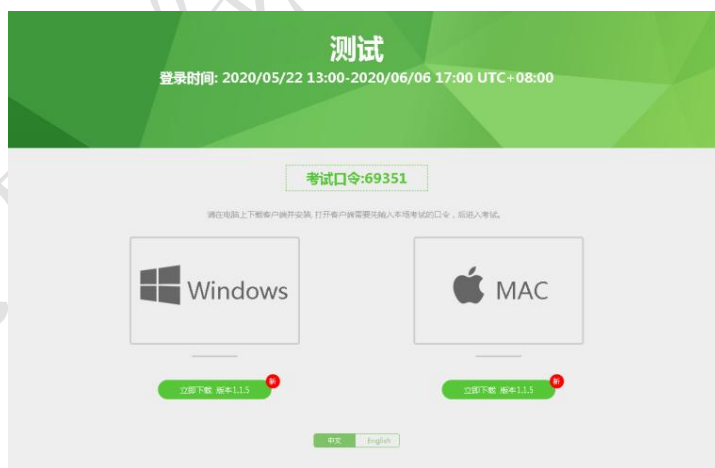 测试
登录时间: 2020/05/22 13:00-2020/06/06 17:00 UTC+08:00
考试口令:69351
请在电脑上下载客户端并安装, 打开客户端需要先输入本场考试的口令，后进入考试。
Windows
MAC
立即下载 版本1.1.5
新
立即下载 版本1.1.5
新
中文
English